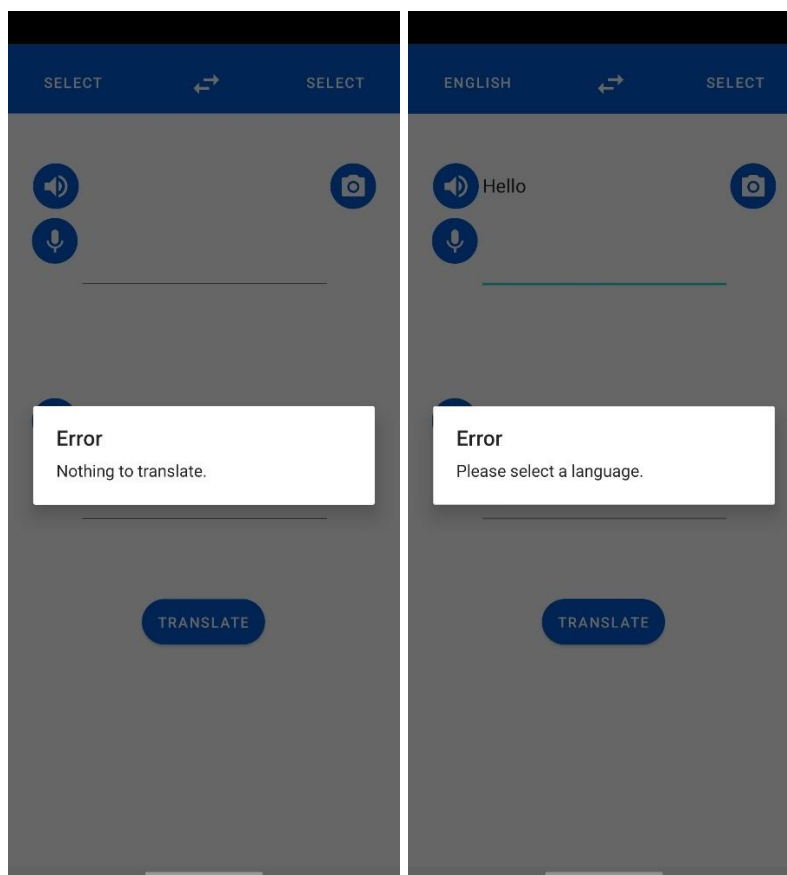 SELECT SELECT
Error
Nothing to translate.
TRANSLATE
ENGLISH SELECT
Hello
Error
Please select a language.
TRANSLATE